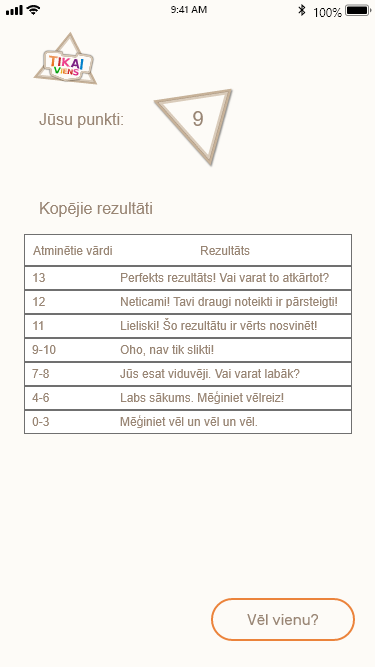 9:41 AM
100%
TIKAI
VIENS
Jūsu punkti:
9
Kopējie rezultāti
Atminētie vārdi Rezultāts
13 Perfekts rezultāts! Vai varat to atkārtot?
12 Neticami! Tavi draugi noteikti ir pārsteigti!
11 Lieliski! Šo rezultātu ir vērts nosvinēt!
9-10 Oho, nav tik slikti!
7-8 Jūs esat viduvēji. Vai varat labāk?
4-6 Labs sākums. Mēģiniet vēlreiz!
0-3 Mēģiniet vēl un vēl un vēl.
Vēl vienu?